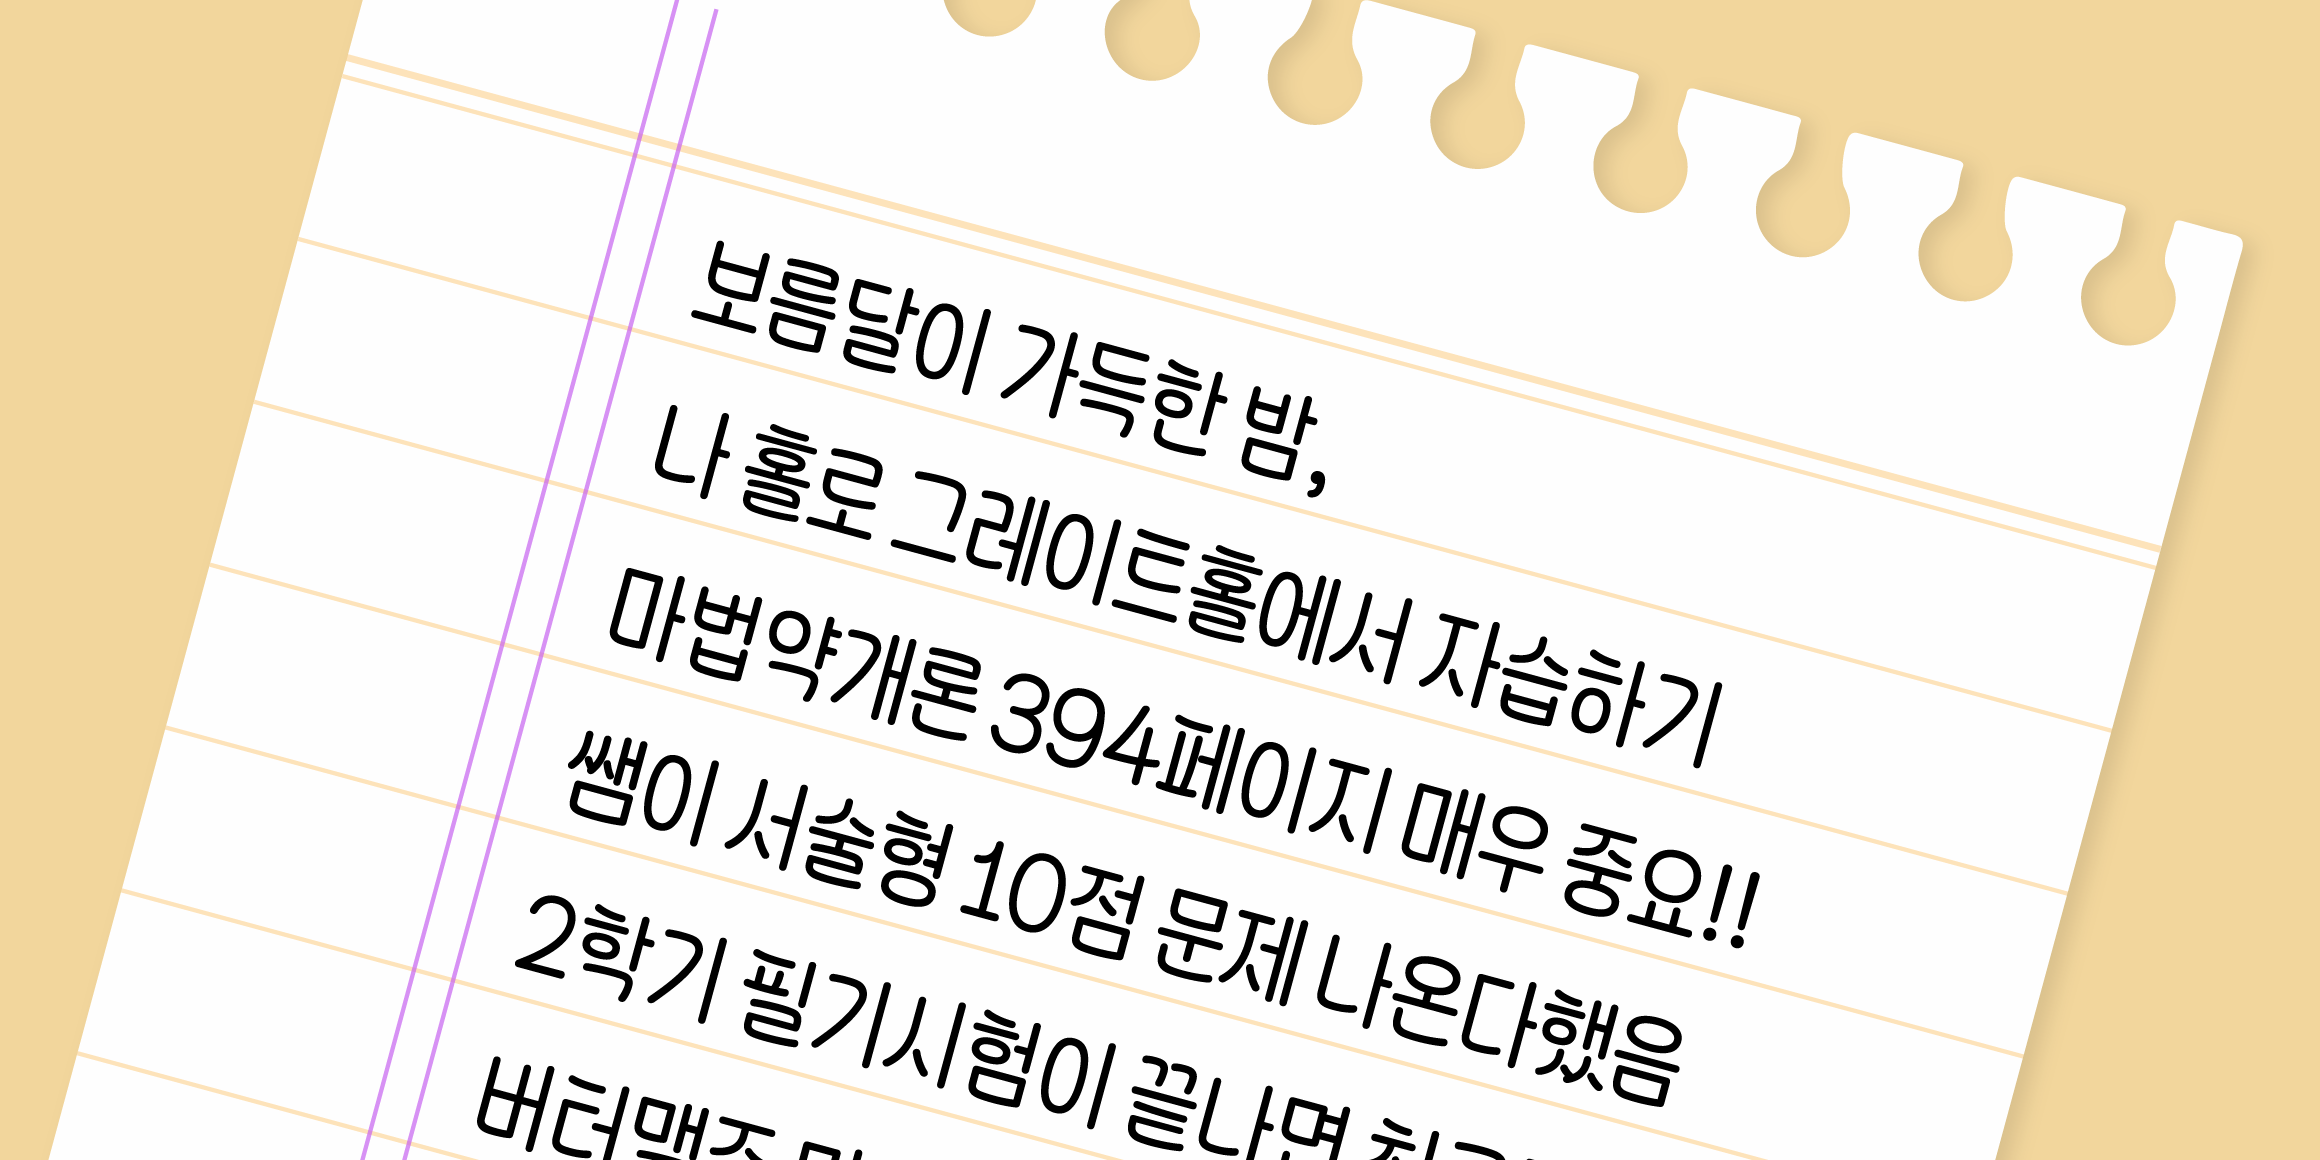 보름달이 가득한 밤,
나 홀로 그레이트홀에서 자습하기
마법약개론 394페이지 매우 중요!!
쌤이 서술형 10점 문제 나온다했음
2학기 필기시험이 끝나면
버터맥주